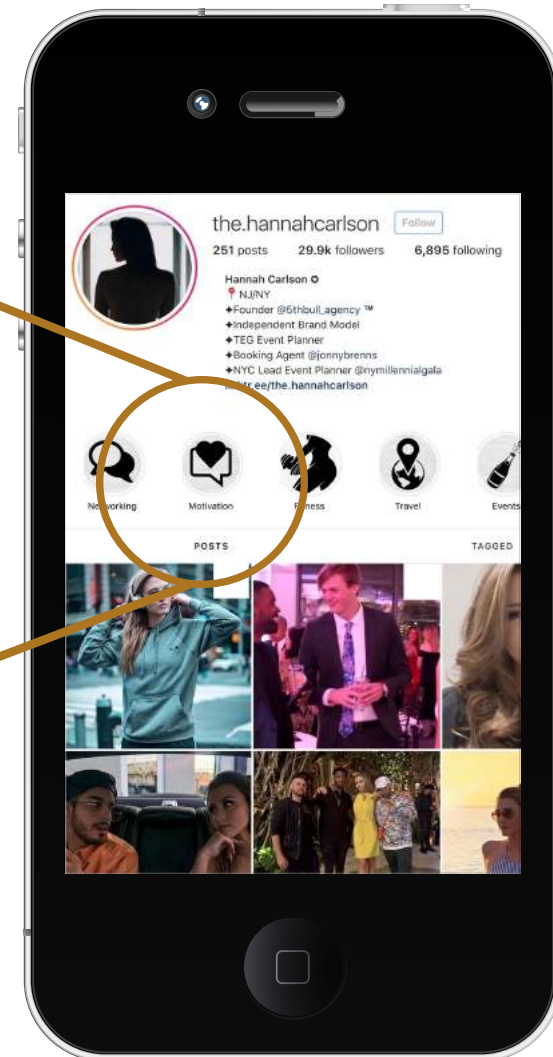 the.hannahcarlson Follow
251 posts 29.9k followers 6,895 following
Hannah Carlson ✪
📍 NJ/NY
✦Founder @6thbull_agency ™
✦Independent Brand Model
✦TEG Event Planner
✦Booking Agent @jonnybrenns
✦NYC Lead Event Planner @nymillennialgala
tr.ee/the.hannahcarlson
Networking Motivation Fitness Travel Events
POSTS TAGGED